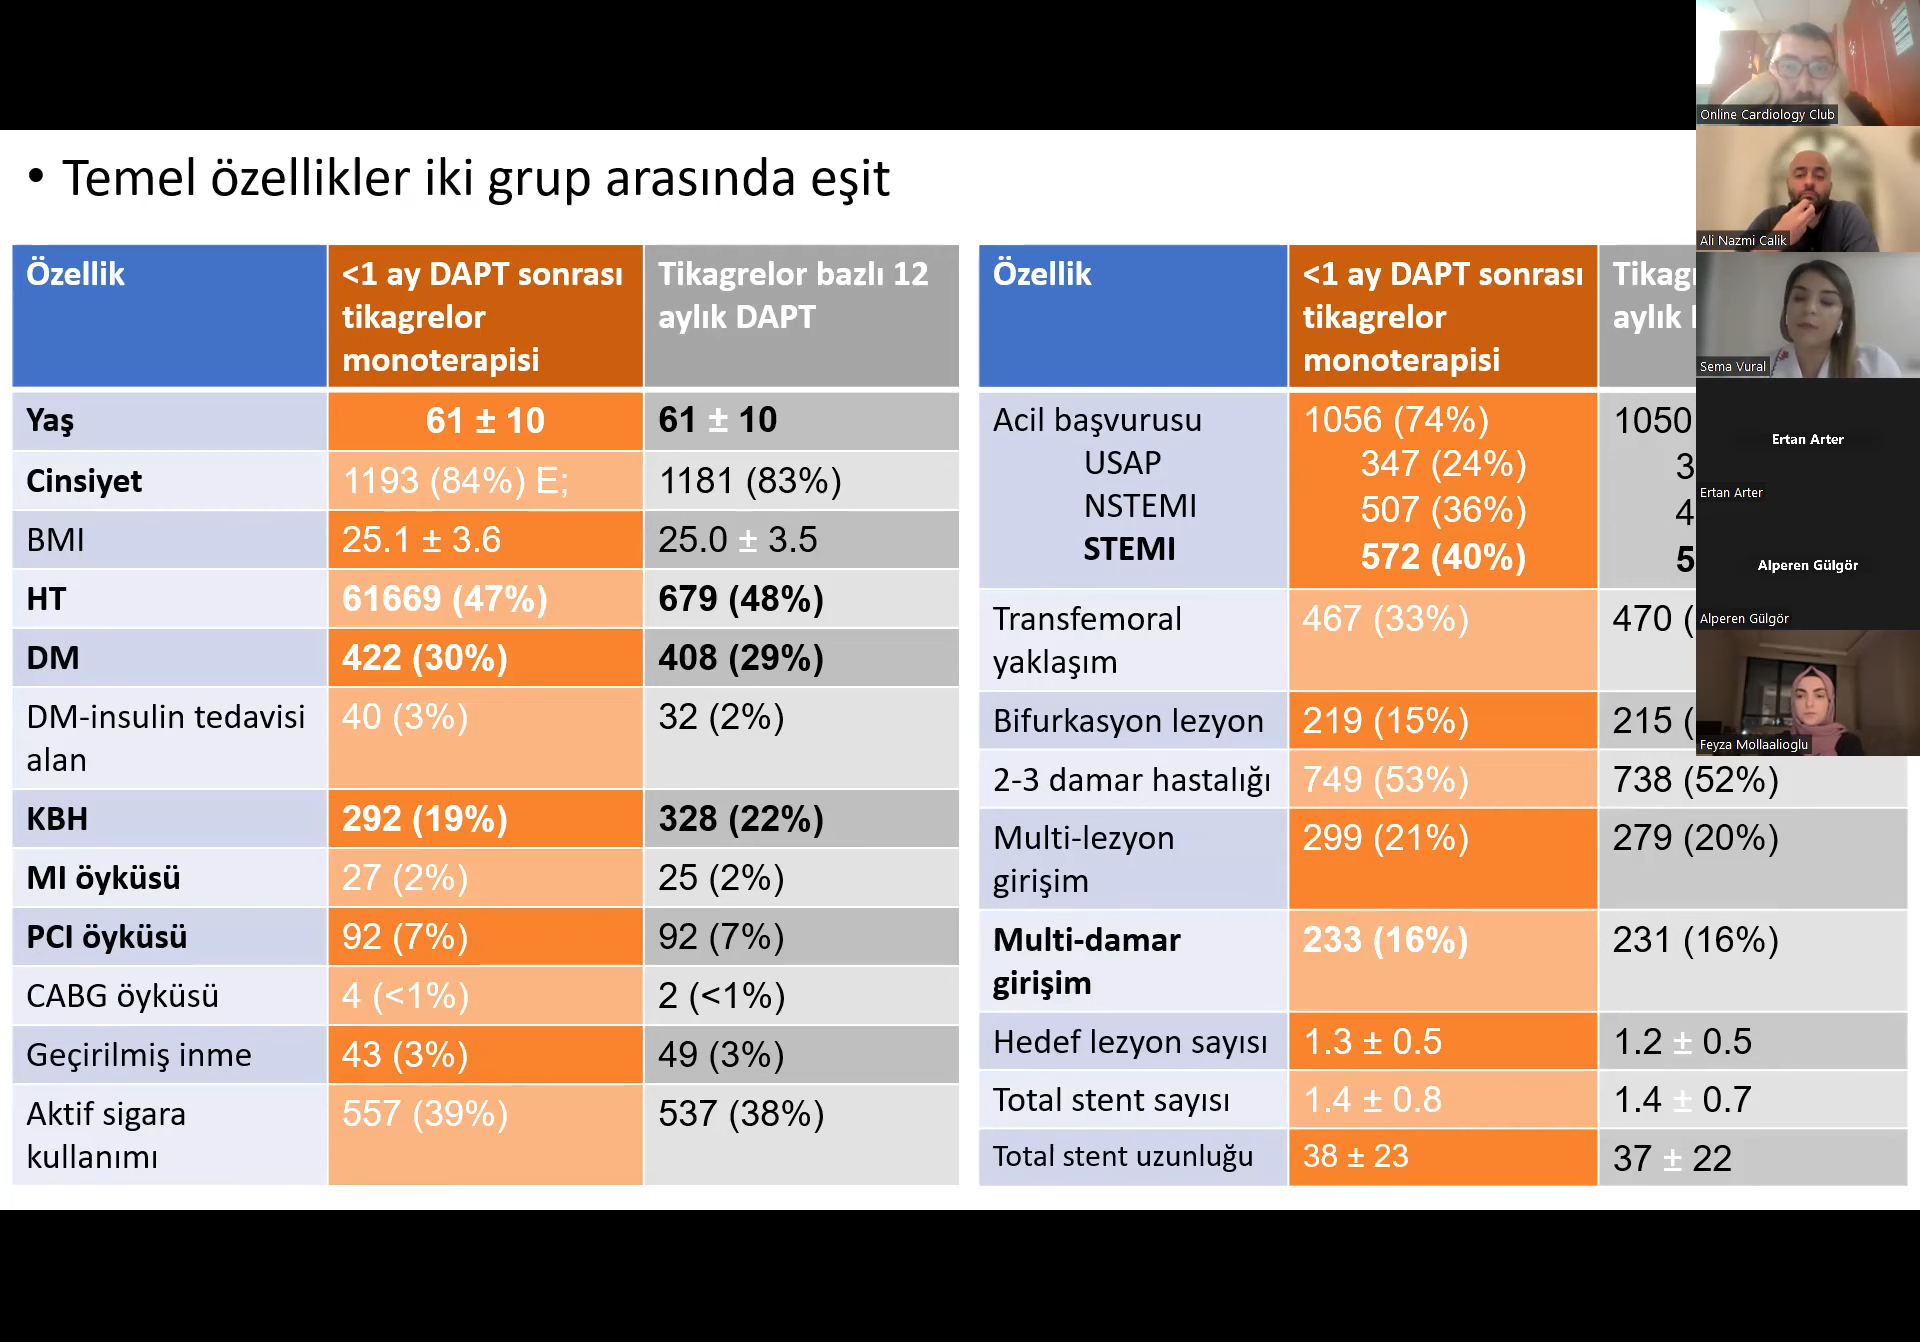 • Temel özellikler iki grup arasında eşit
Özellik
<1 ay DAPT sonrası
tikagrelor
monoterapisi
Tikagrelor bazlı 12
aylık DAPT
Yaş
61 ± 10
61 ± 10
Cinsiyet
1193 (84%) E;
1181 (83%)
BMI
25.1 ± 3.6
25.0 ± 3.5
HT
61669 (47%)
679 (48%)
DM
422 (30%)
408 (29%)
DM-insulin tedavisi
alan
40 (3%)
32 (2%)
KBH
292 (19%)
328 (22%)
MI öyküsü
27 (2%)
25 (2%)
PCI öyküsü
92 (7%)
92 (7%)
CABG öyküsü
4 (<1%)
2 (<1%)
Geçirilmiş inme
43 (3%)
49 (3%)
Aktif sigara
kullanımı
557 (39%)
537 (38%)
Özellik
<1 ay DAPT sonrası
tikagrelor
monoterapisi
aylık
Acil başvurusu
1056 (74%)
1050
USAP
347 (24%)
3
NSTEMI
507 (36%)
4
STEMI
572 (40%)
5
Transfemoral
yaklaşım
467 (33%)
470 (
Bifurkasyon lezyon
219 (15%)
215 (
2-3 damar hastalığı
749 (53%)
738 (52%)
Multi-lezyon
girişim
299 (21%)
279 (20%)
Multi-damar
girişim
233 (16%)
231 (16%)
Hedef lezyon sayısı
1.3 ± 0.5
1.2 ± 0.5
Total stent sayısı
1.4 ± 0.8
1.4 ± 0.7
Total stent uzunluğu
38 ± 23
37 ± 22
Online Cardiology Club
Ali Nazmi Calik
Sema Vural
Ertan Arter
Ertan Arter
Alperen Gülgör
Alperen Gülgör
Feyza Mollaalioglu